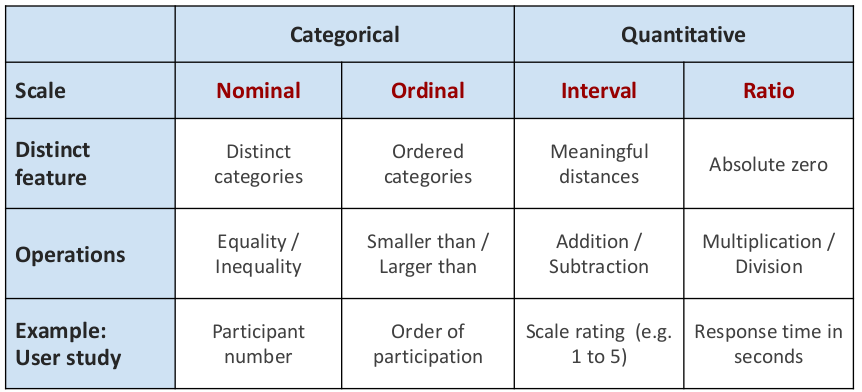 Categorical Quantitative
Scale Nominal Ordinal Interval Ratio
Distinct feature Distinct categories Ordered categories Meaningful distances Absolute zero
Operations Equality / Inequality Smaller than / Larger than Addition / Subtraction Multiplication / Division
Example: User study Participant number Order of participation Scale rating (e.g. 1 to 5) Response time in seconds